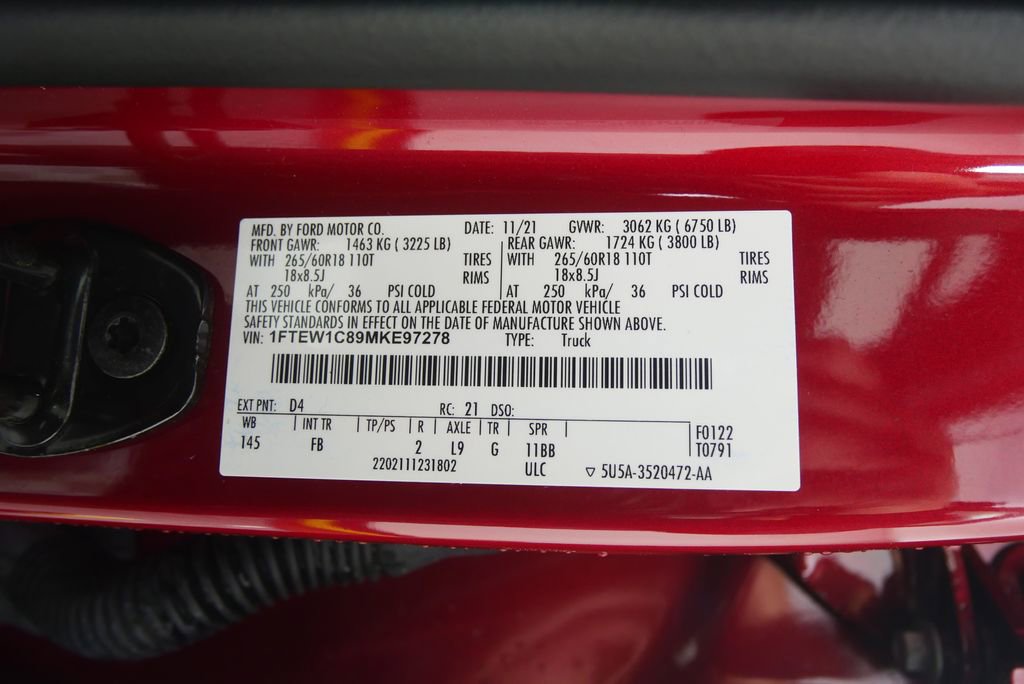 MFD. BY FORD MOTOR CO. DATE: 11/21 GVWR: 3062 KG ( 6750 LB)
FRONT GAWR: 1463 KG ( 3225 LB) REAR GAWR: 1724 KG ( 3800 LB)
WITH 265/60R18 110T TIRES WITH 265/60R18 110T TIRES
18x8.5J RIMS 18x8.5J RIMS
AT 250 kPa/ 36 PSI COLD AT 250 kPa/ 36 PSI COLD
THIS VEHICLE CONFORMS TO ALL APPLICABLE FEDERAL MOTOR VEHICLE
SAFETY STANDARDS IN EFFECT ON THE DATE OF MANUFACTURE SHOWN ABOVE.
VIN: 1FTEW1C89MKE97278 TYPE: Truck
EXT PNT: D4 RC: 21 DSO:
WB INT TR TP/PS R AXLE TR SPR F0122
145 FB 2 L9 G 11BB T0791
2202111231802 ULC ▽ 5U5A-3520472-AA